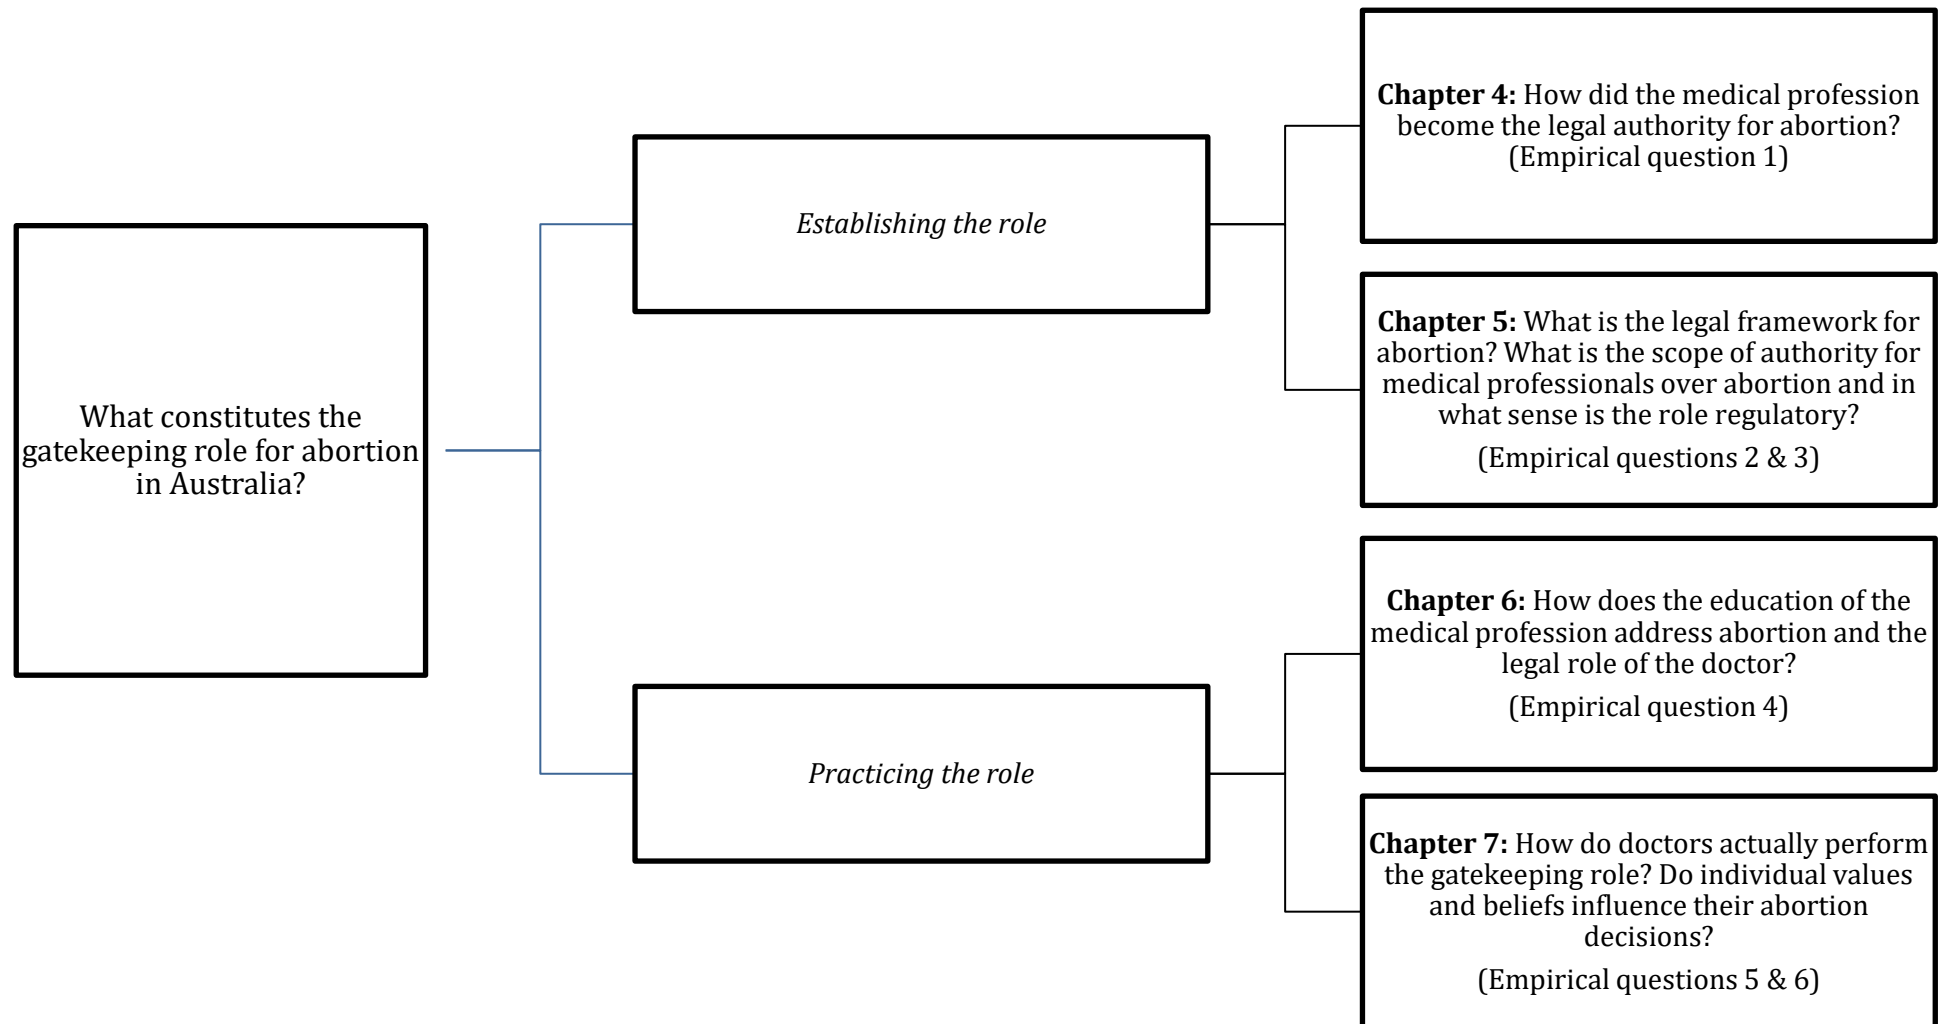 What constitutes the
gatekeeping role for abortion
in Australia?
Establishing the role
Chapter 4: How did the medical profession
become the legal authority for abortion?
(Empirical question 1)
Chapter 5: What is the legal framework for
abortion? What is the scope of authority for
medical professionals over abortion and in
what sense is the role regulatory?
(Empirical questions 2 & 3)
Practicing the role
Chapter 6: How does the education of the
medical profession address abortion and the
legal role of the doctor?
(Empirical question 4)
Chapter 7: How do doctors actually perform
the gatekeeping role? Do individual values
and beliefs influence their abortion
decisions?
(Empirical questions 5 & 6)